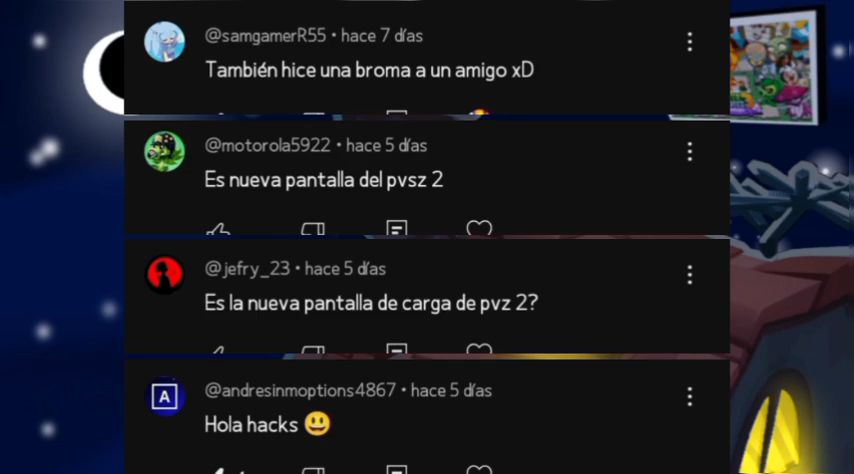 @samgamerR55 • hace 7 días
También hice una broma a un amigo xD
@motorola5922 • hace 5 días
Es nueva pantalla del pvsz 2
@jefry_23 • hace 5 días
Es la nueva pantalla de carga de pvz 2?
A
@andresinmoptions4867 • hace 5 días
Hola hacks 😃